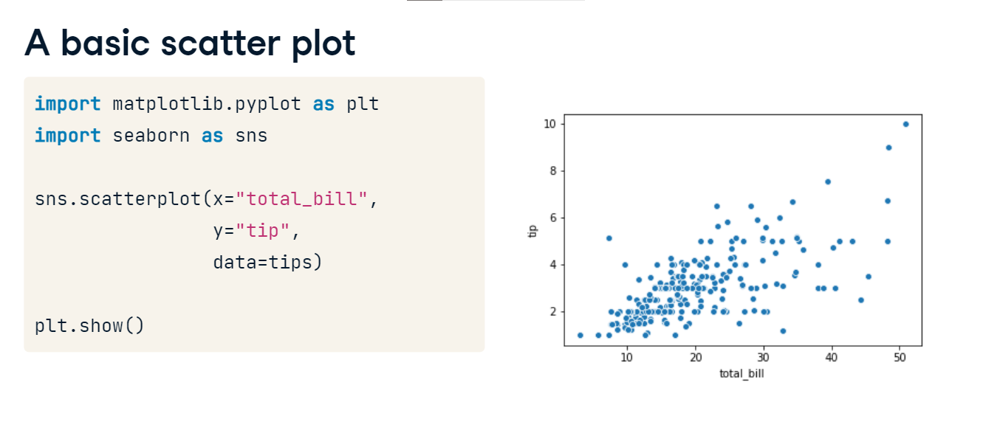 A basic scatter plot
import matplotlib.pyplot as plt
import seaborn as sns
sns.scatterplot(x="total_bill",
y="tip",
data=tips)
plt.show()
10
8
6
4
2
tip
10 20 30 40 50
total_bill